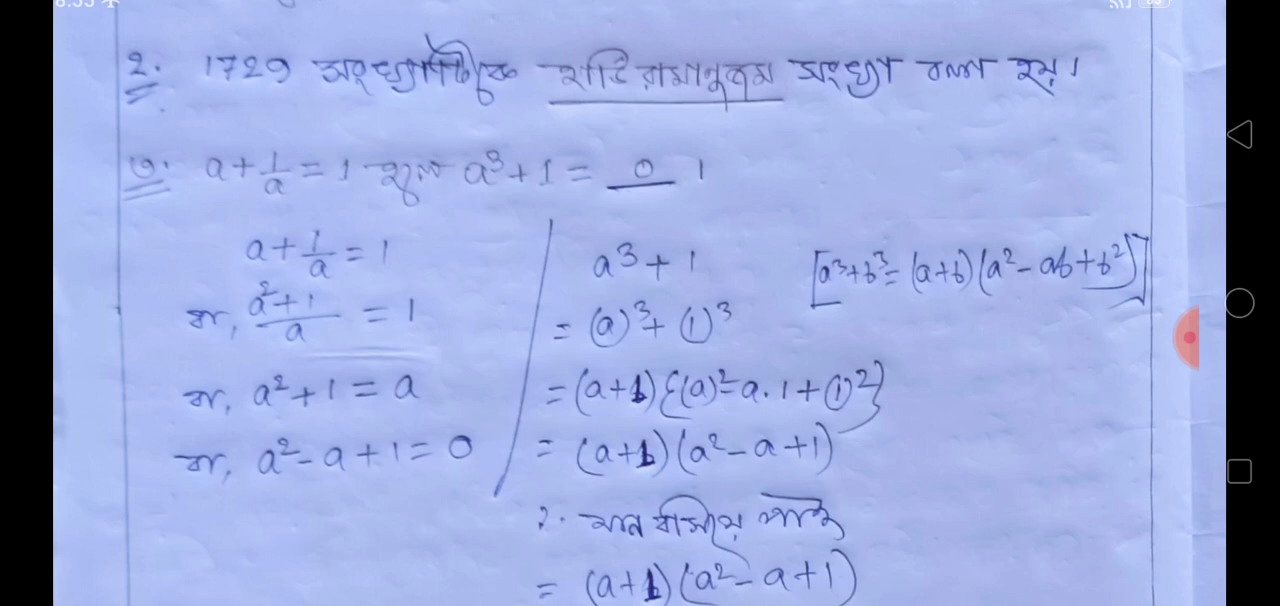 ২. 1729 সংখ্যাটিকে হার্ডি রামানুজম সংখ্যা বলা হয়।
৩. a + 1/a = 1 হলে a³ + 1 = 0 ।
a + 1/a = 1
a³ + 1
[a³+b³ = (a+b)(a² - ab + b²)]
বা, (a² + 1)/a = 1
= (a)³ + (1)³
বা, a² + 1 = a
= (a+1){(a)² - a.1 + (1)²}
বা, a² - a + 1 = 0
= (a+1)(a² - a + 1)
মান বসিয়ে পাই
= (a+1)(a² - a + 1)